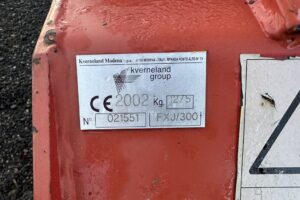 Kverneland Modena s.p.a.
kverneland
group
CE 2002 Kg. 1275
N° 021551 FXJ/300